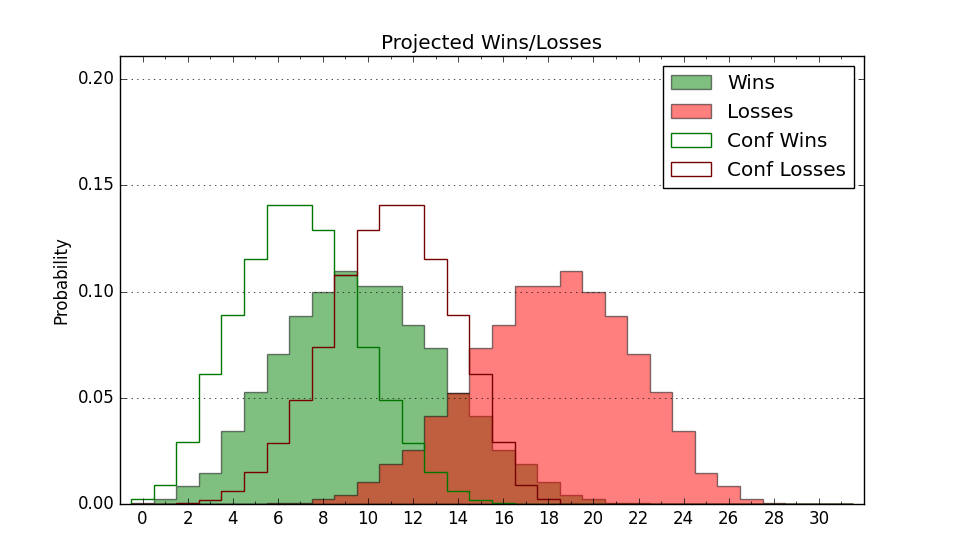 Projected Wins/Losses
Probability
0.20
0.15
0.10
0.05
0.00
Wins
Losses
Conf Wins
Conf Losses
0 2 4 6 8 10 12 14 16 18 20 22 24 26 28 30